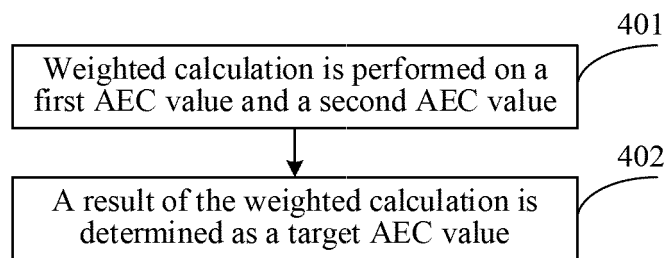 401
Weighted calculation is performed on a
first AEC value and a second AEC value
402
A result of the weighted calculation is
determined as a target AEC value